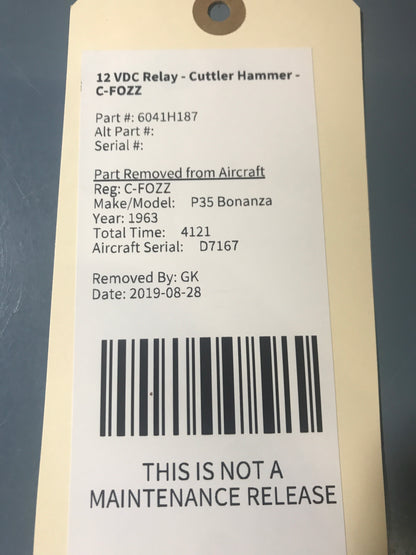 12 VDC Relay - Cuttler Hammer -
C-FOZZ
Part #: 6041H187
Alt Part #:
Serial #:
Part Removed from Aircraft
Reg: C-FOZZ
Make/Model: P35 Bonanza
Year: 1963
Total Time: 4121
Aircraft Serial: D7167
Removed By: GK
Date: 2019-08-28
THIS IS NOT A
MAINTENANCE RELEASE